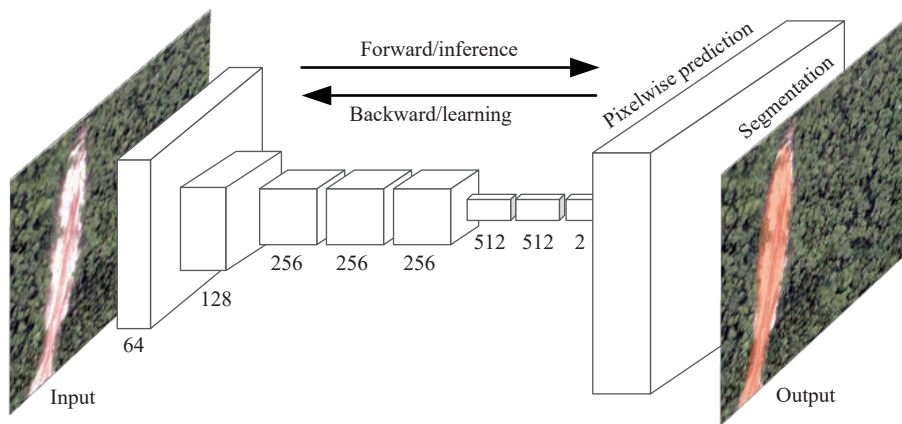 Forward/inference
Backward/learning
Pixelwise prediction
Segmentation
64
128
256
256
256
512
512
2
Input
Output